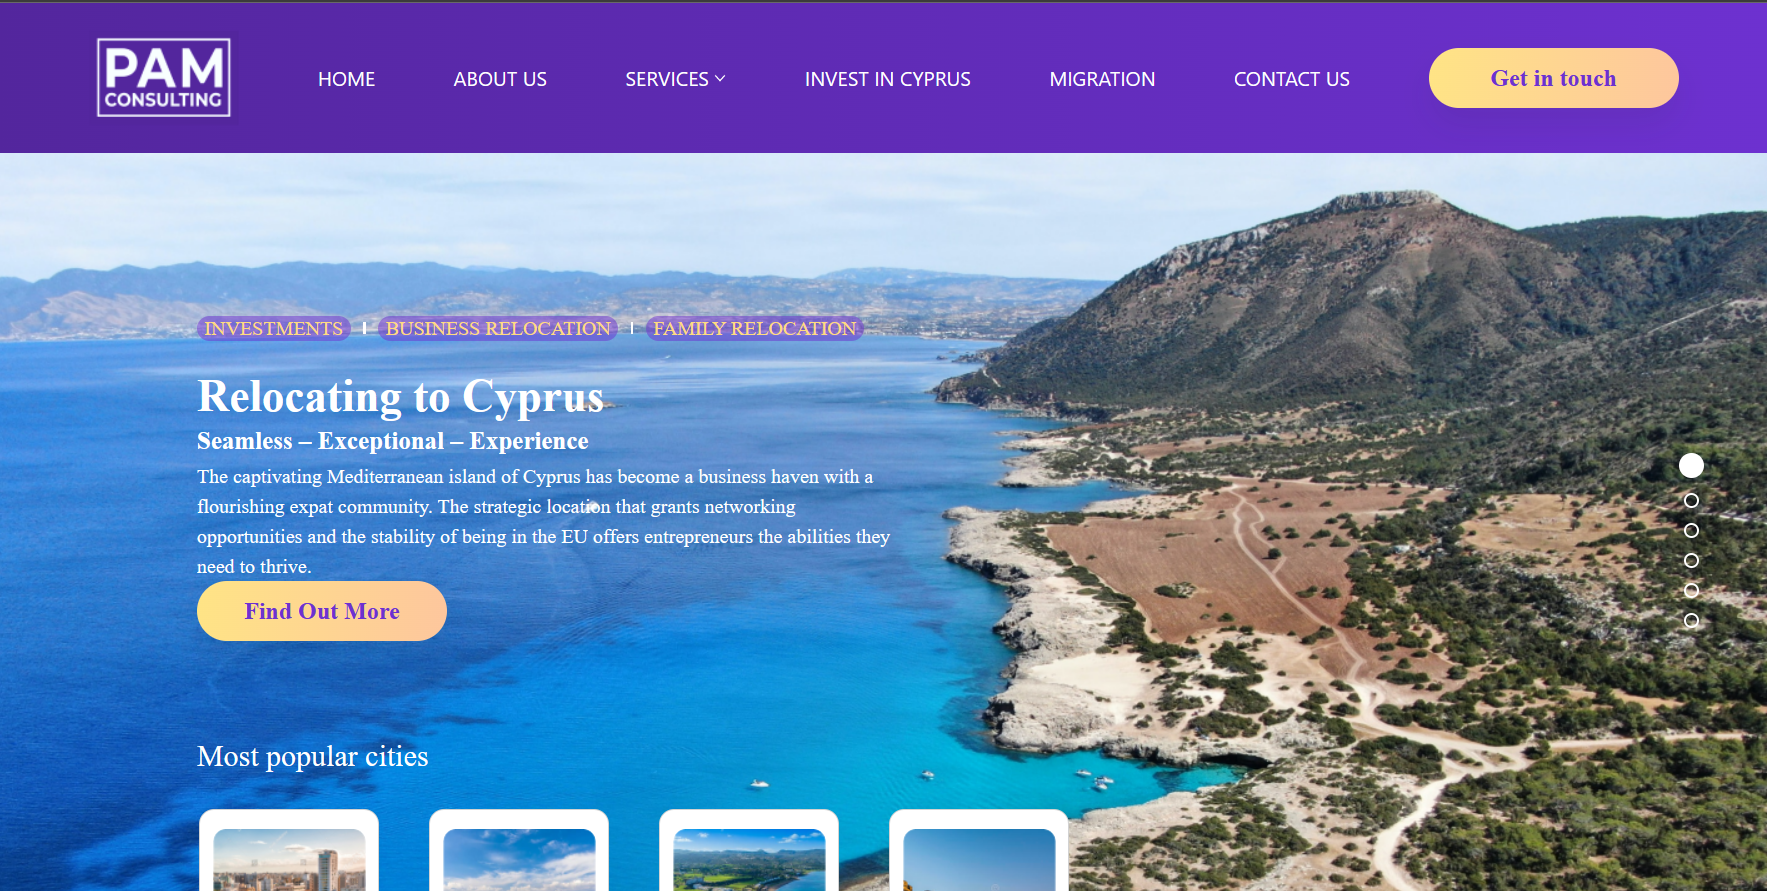 PAM
CONSULTING
HOME
ABOUT US
SERVICES
INVEST IN CYPRUS
MIGRATION
CONTACT US
Get in touch
INVESTMENTS
BUSINESS RELOCATION
FAMILY RELOCATION
Relocating to Cyprus
Seamless – Exceptional – Experience
The captivating Mediterranean island of Cyprus has become a business haven with a
flourishing expat community. The strategic location that grants networking
opportunities and the stability of being in the EU offers entrepreneurs the abilities they
need to thrive.
Find Out More
Most popular cities